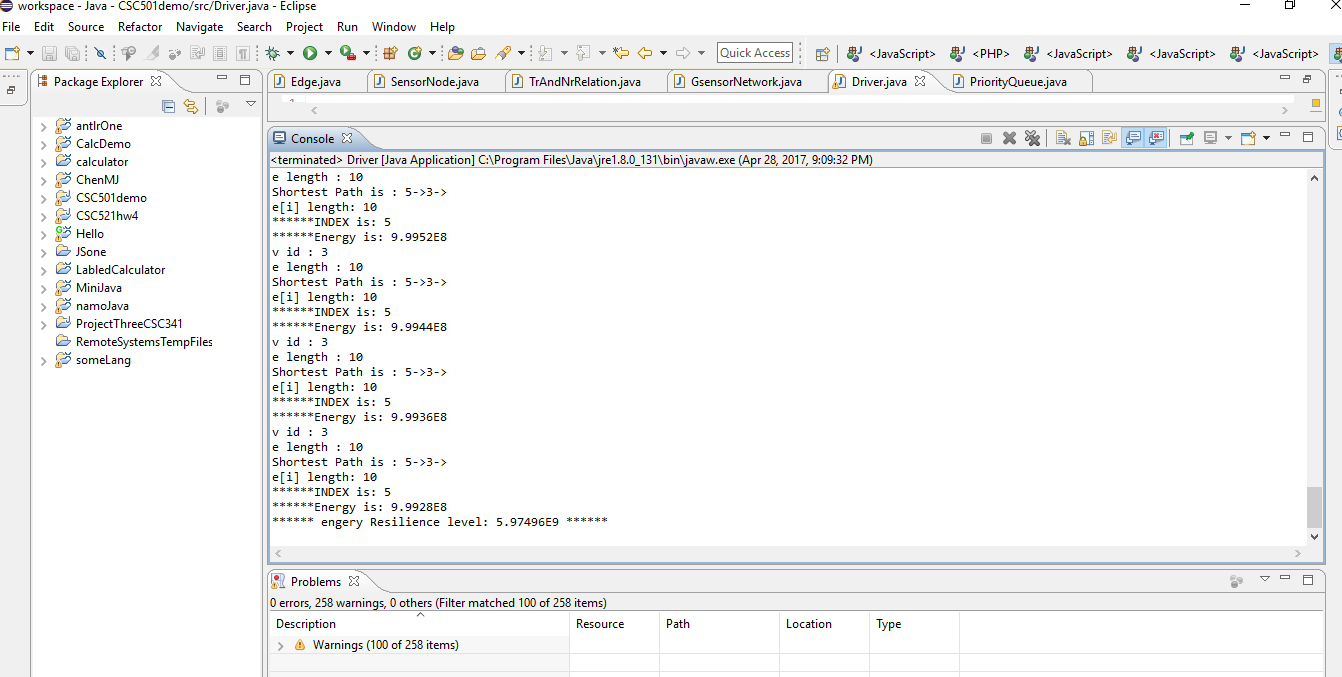 workspace - Java - CSC501demo/src/Driver.java - Eclipse
File Edit Source Refactor Navigate Search Project Run Window Help
Quick Access <JavaScript> <PHP> <JavaScript> <JavaScript> <JavaScript>
Package Explorer
antlrOne
CalcDemo
calculator
ChenMJ
CSC501demo
CSC521hw4
Hello
JSone
LabledCalculator
MiniJava
namoJava
ProjectThreeCSC341
RemoteSystemsTempFiles
someLang
Edge.java SensorNode.java TrAndNrRelation.java GsensorNetwork.java Driver.java PriorityQueue.java
Console
<terminated> Driver [Java Application] C:\Program Files\Java\jre1.8.0_131\bin\javaw.exe (Apr 28, 2017, 9:09:32 PM)
e length : 10
Shortest Path is : 5->3->
e[i] length: 10
******INDEX is: 5
******Energy is: 9.9952E8
v id : 3
e length : 10
Shortest Path is : 5->3->
e[i] length: 10
******INDEX is: 5
******Energy is: 9.9944E8
v id : 3
e length : 10
Shortest Path is : 5->3->
e[i] length: 10
******INDEX is: 5
******Energy is: 9.9936E8
v id : 3
e length : 10
Shortest Path is : 5->3->
e[i] length: 10
******INDEX is: 5
******Energy is: 9.9928E8
****** engery Resilience level: 5.97496E9 ******
Problems
0 errors, 258 warnings, 0 others (Filter matched 100 of 258 items)
Description Resource Path Location Type
Warnings (100 of 258 items)